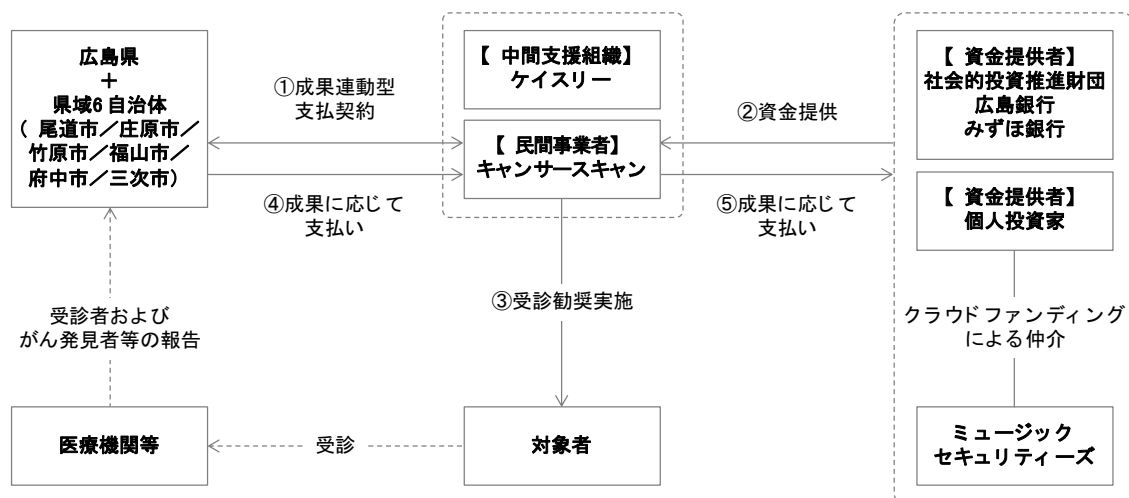 広島県
+
県域6自治体
(尾道市／庄原市／
竹原市／福山市／
府中市／三次市)
①成果連動型
支払契約
④成果に応じて
支払い
【中間支援組織】
ケイスリー
【民間事業者】
キャンサースキャン
②資金提供
⑤成果に応じて
支払い
【資金提供者】
社会的投資推進財団
広島銀行
みずほ銀行
【資金提供者】
個人投資家
③受診勧奨実施
受診者および
がん発見者等の報告
クラウドファンディング
による仲介
医療機関等
受診
対象者
ミュージック
セキュリティーズ